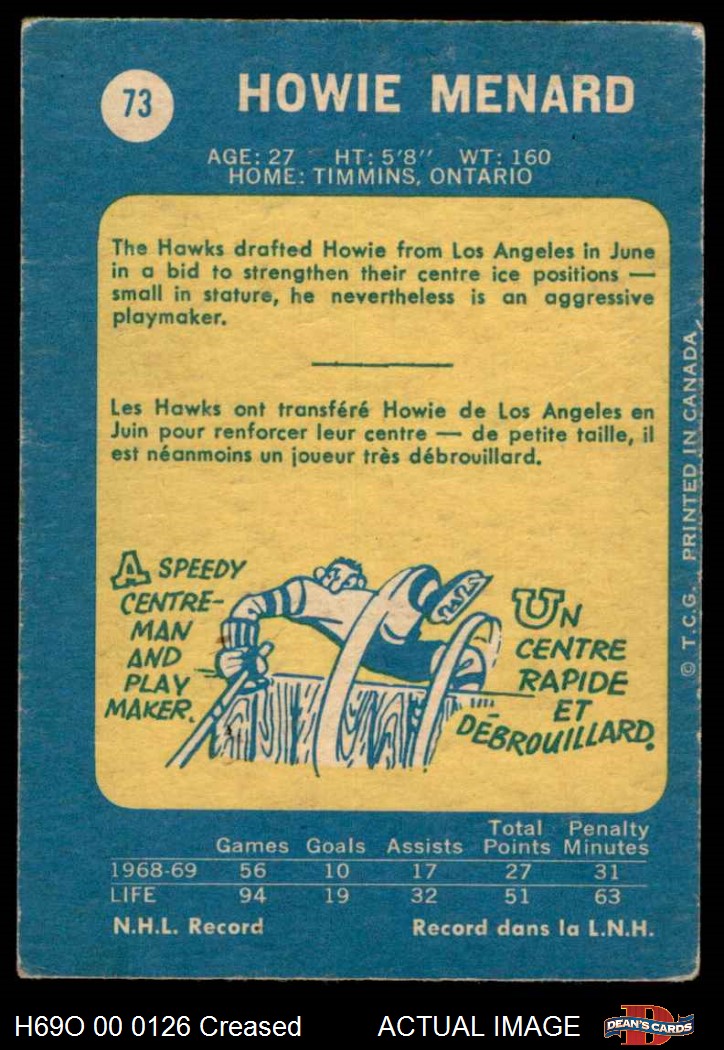 73
HOWIE MENARD
AGE: 27 HT: 5'8'' WT: 160
HOME: TIMMINS, ONTARIO
The Hawks drafted Howie from Los Angeles in June
in a bid to strengthen their centre ice positions —
small in stature, he nevertheless is an aggressive
playmaker.
Les Hawks ont transféré Howie de Los Angeles en
Juin pour renforcer leur centre — de petite taille, il
est néanmoins un joueur très débrouillard.
A SPEEDY
CENTRE-
MAN
AND
PLAY
MAKER.
UN
CENTRE
RAPIDE
ET
DÉBROUILLARD.
© T.C.G. PRINTED IN CANADA
Games Goals Assists Total Points Penalty Minutes
1968-69 56 10 17 27 31
LIFE 94 19 32 51 63
N.H.L. Record Record dans la L.N.H.
H69O 00 0126 Creased ACTUAL IMAGE
D
DEAN'S CARDS